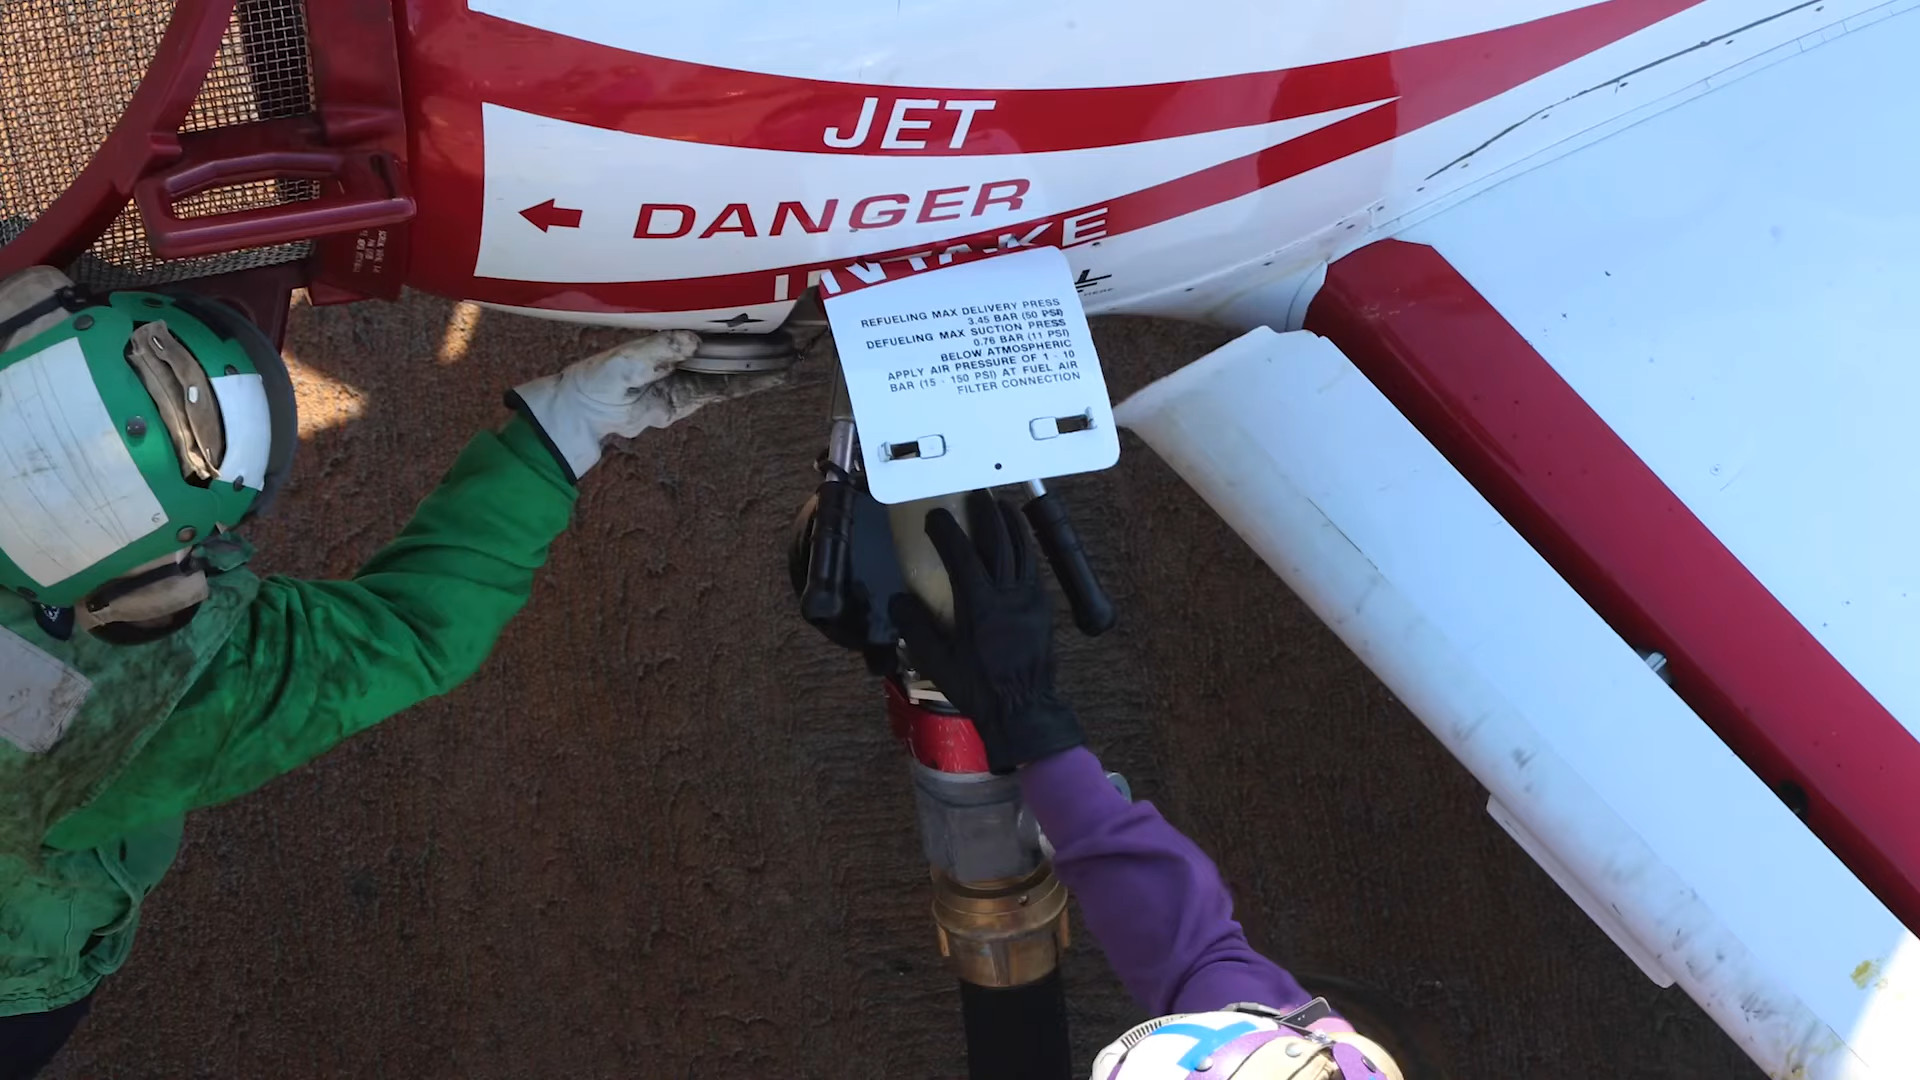 JET
DANGER
INTAKE
REFUELING MAX DELIVERY PRESS
3.45 BAR (50 PSI)
DEFUELING MAX SUCTION PRESS
0.76 BAR (11 PSI)
BELOW ATMOSPHERIC
APPLY AIR PRESSURE OF 1 - 10
BAR (15 - 150 PSI) AT FUEL AIR
FILTER CONNECTION
HERE